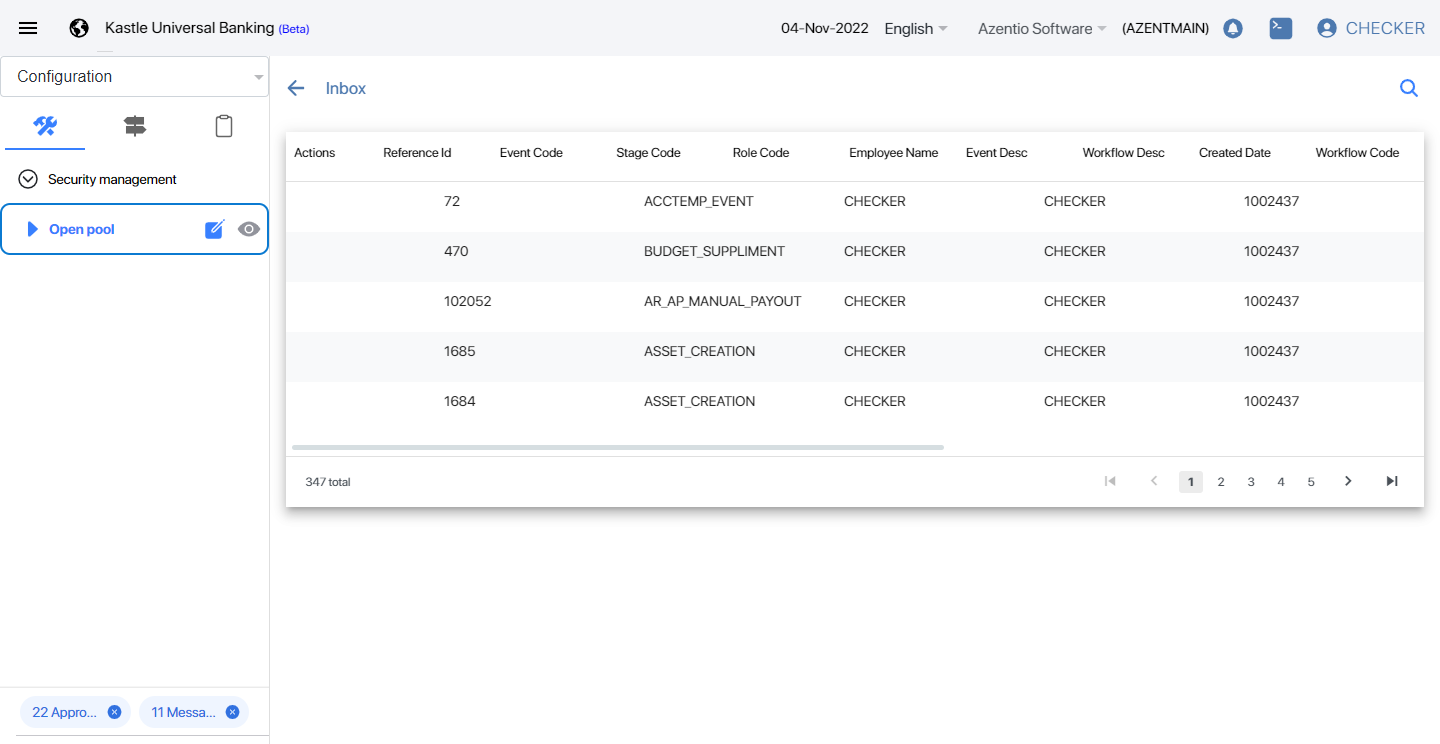 Kastle Universal Banking (Beta) 04-Nov-2022 English Azentio Software (AZENTMAIN) CHECKER
Configuration
Inbox
Security management
Open pool
Actions Reference Id Event Code Stage Code Role Code Employee Name Event Desc Workflow Desc Created Date Workflow Code
72 ACCTEMP_EVENT CHECKER CHECKER 1002437
470 BUDGET_SUPPLIMENT CHECKER CHECKER 1002437
102052 AR_AP_MANUAL_PAYOUT CHECKER CHECKER 1002437
1685 ASSET_CREATION CHECKER CHECKER 1002437
1684 ASSET_CREATION CHECKER CHECKER 1002437
347 total 1 2 3 4 5
22 Appro... 11 Messa...